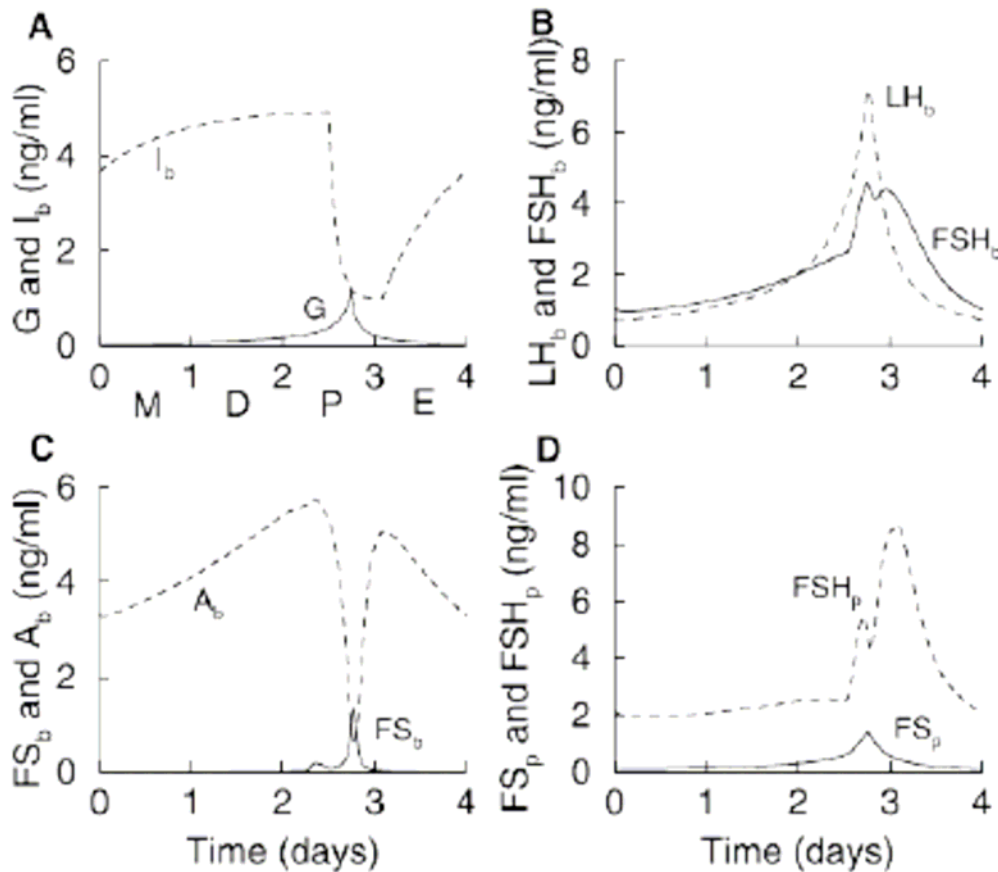 A
G and I_b (ng/ml)
6
4
2
0
I_b
G
0 1 2 3 4
M D P E
B
LH_b and FSH_b (ng/ml)
8
6
4
2
0
LH_b
FSH_b
0 1 2 3 4
C
FS_b and A_b (ng/ml)
6
4
2
0
A_b
FS_b
0 1 2 3 4
Time (days)
D
FS_p and FSH_p (ng/ml)
10
8
6
4
2
0
FSH_p
FS_p
0 1 2 3 4
Time (days)